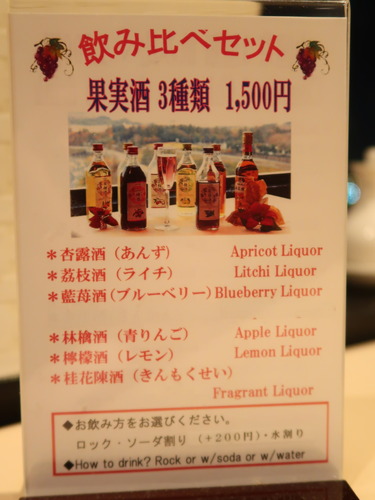 飲み比べセット
果実酒 3種類 1,500円
＊杏露酒（あんず） Apricot Liquor
＊荔枝酒（ライチ） Litchi Liquor
＊藍苺酒（ブルーベリー） Blueberry Liquor
＊林檎酒（青りんご） Apple Liquor
＊檸檬酒（レモン） Lemon Liquor
＊桂花陳酒（きんもくせい）
Fragrant Liquor
◆お飲み方をお選びください。
ロック・ソーダ割り（＋200円）・水割り
◆How to drink? Rock or w/soda or w/water